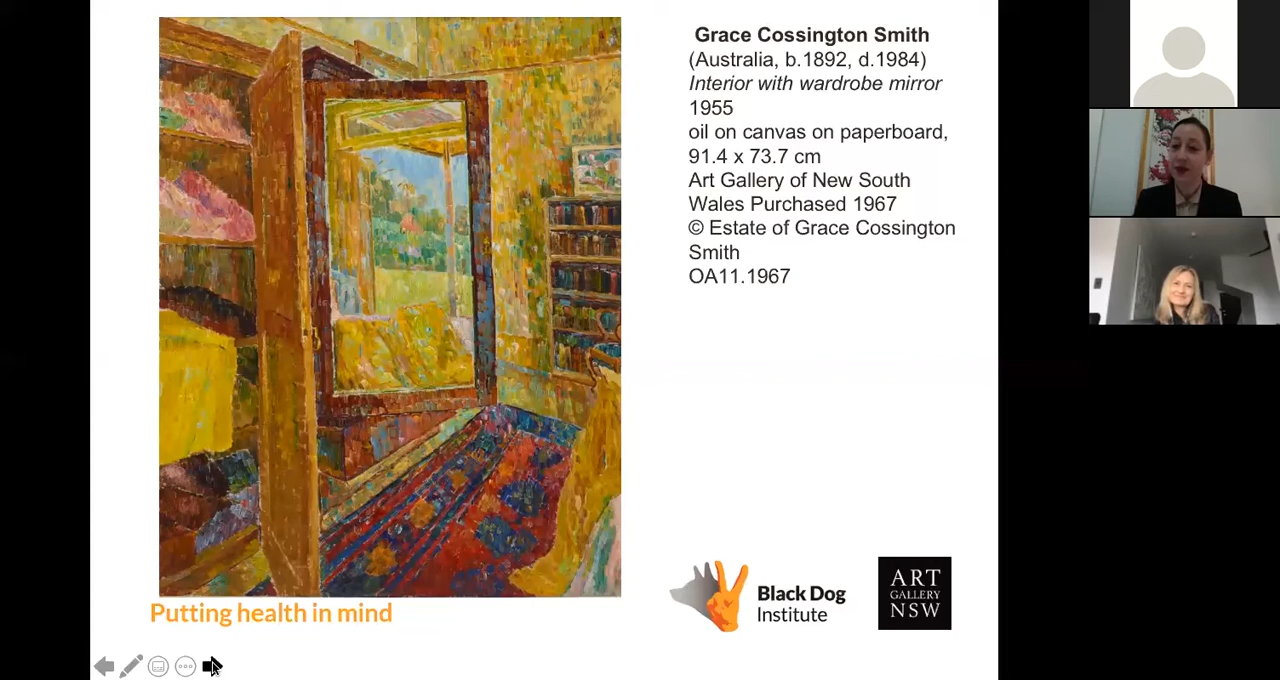 Grace Cossington Smith
(Australia, b.1892, d.1984)
Interior with wardrobe mirror
1955
oil on canvas on paperboard,
91.4 x 73.7 cm
Art Gallery of New South
Wales Purchased 1967
© Estate of Grace Cossington
Smith
OA11.1967
Black Dog
Institute
ART
GALLERY
NSW
Putting health in mind